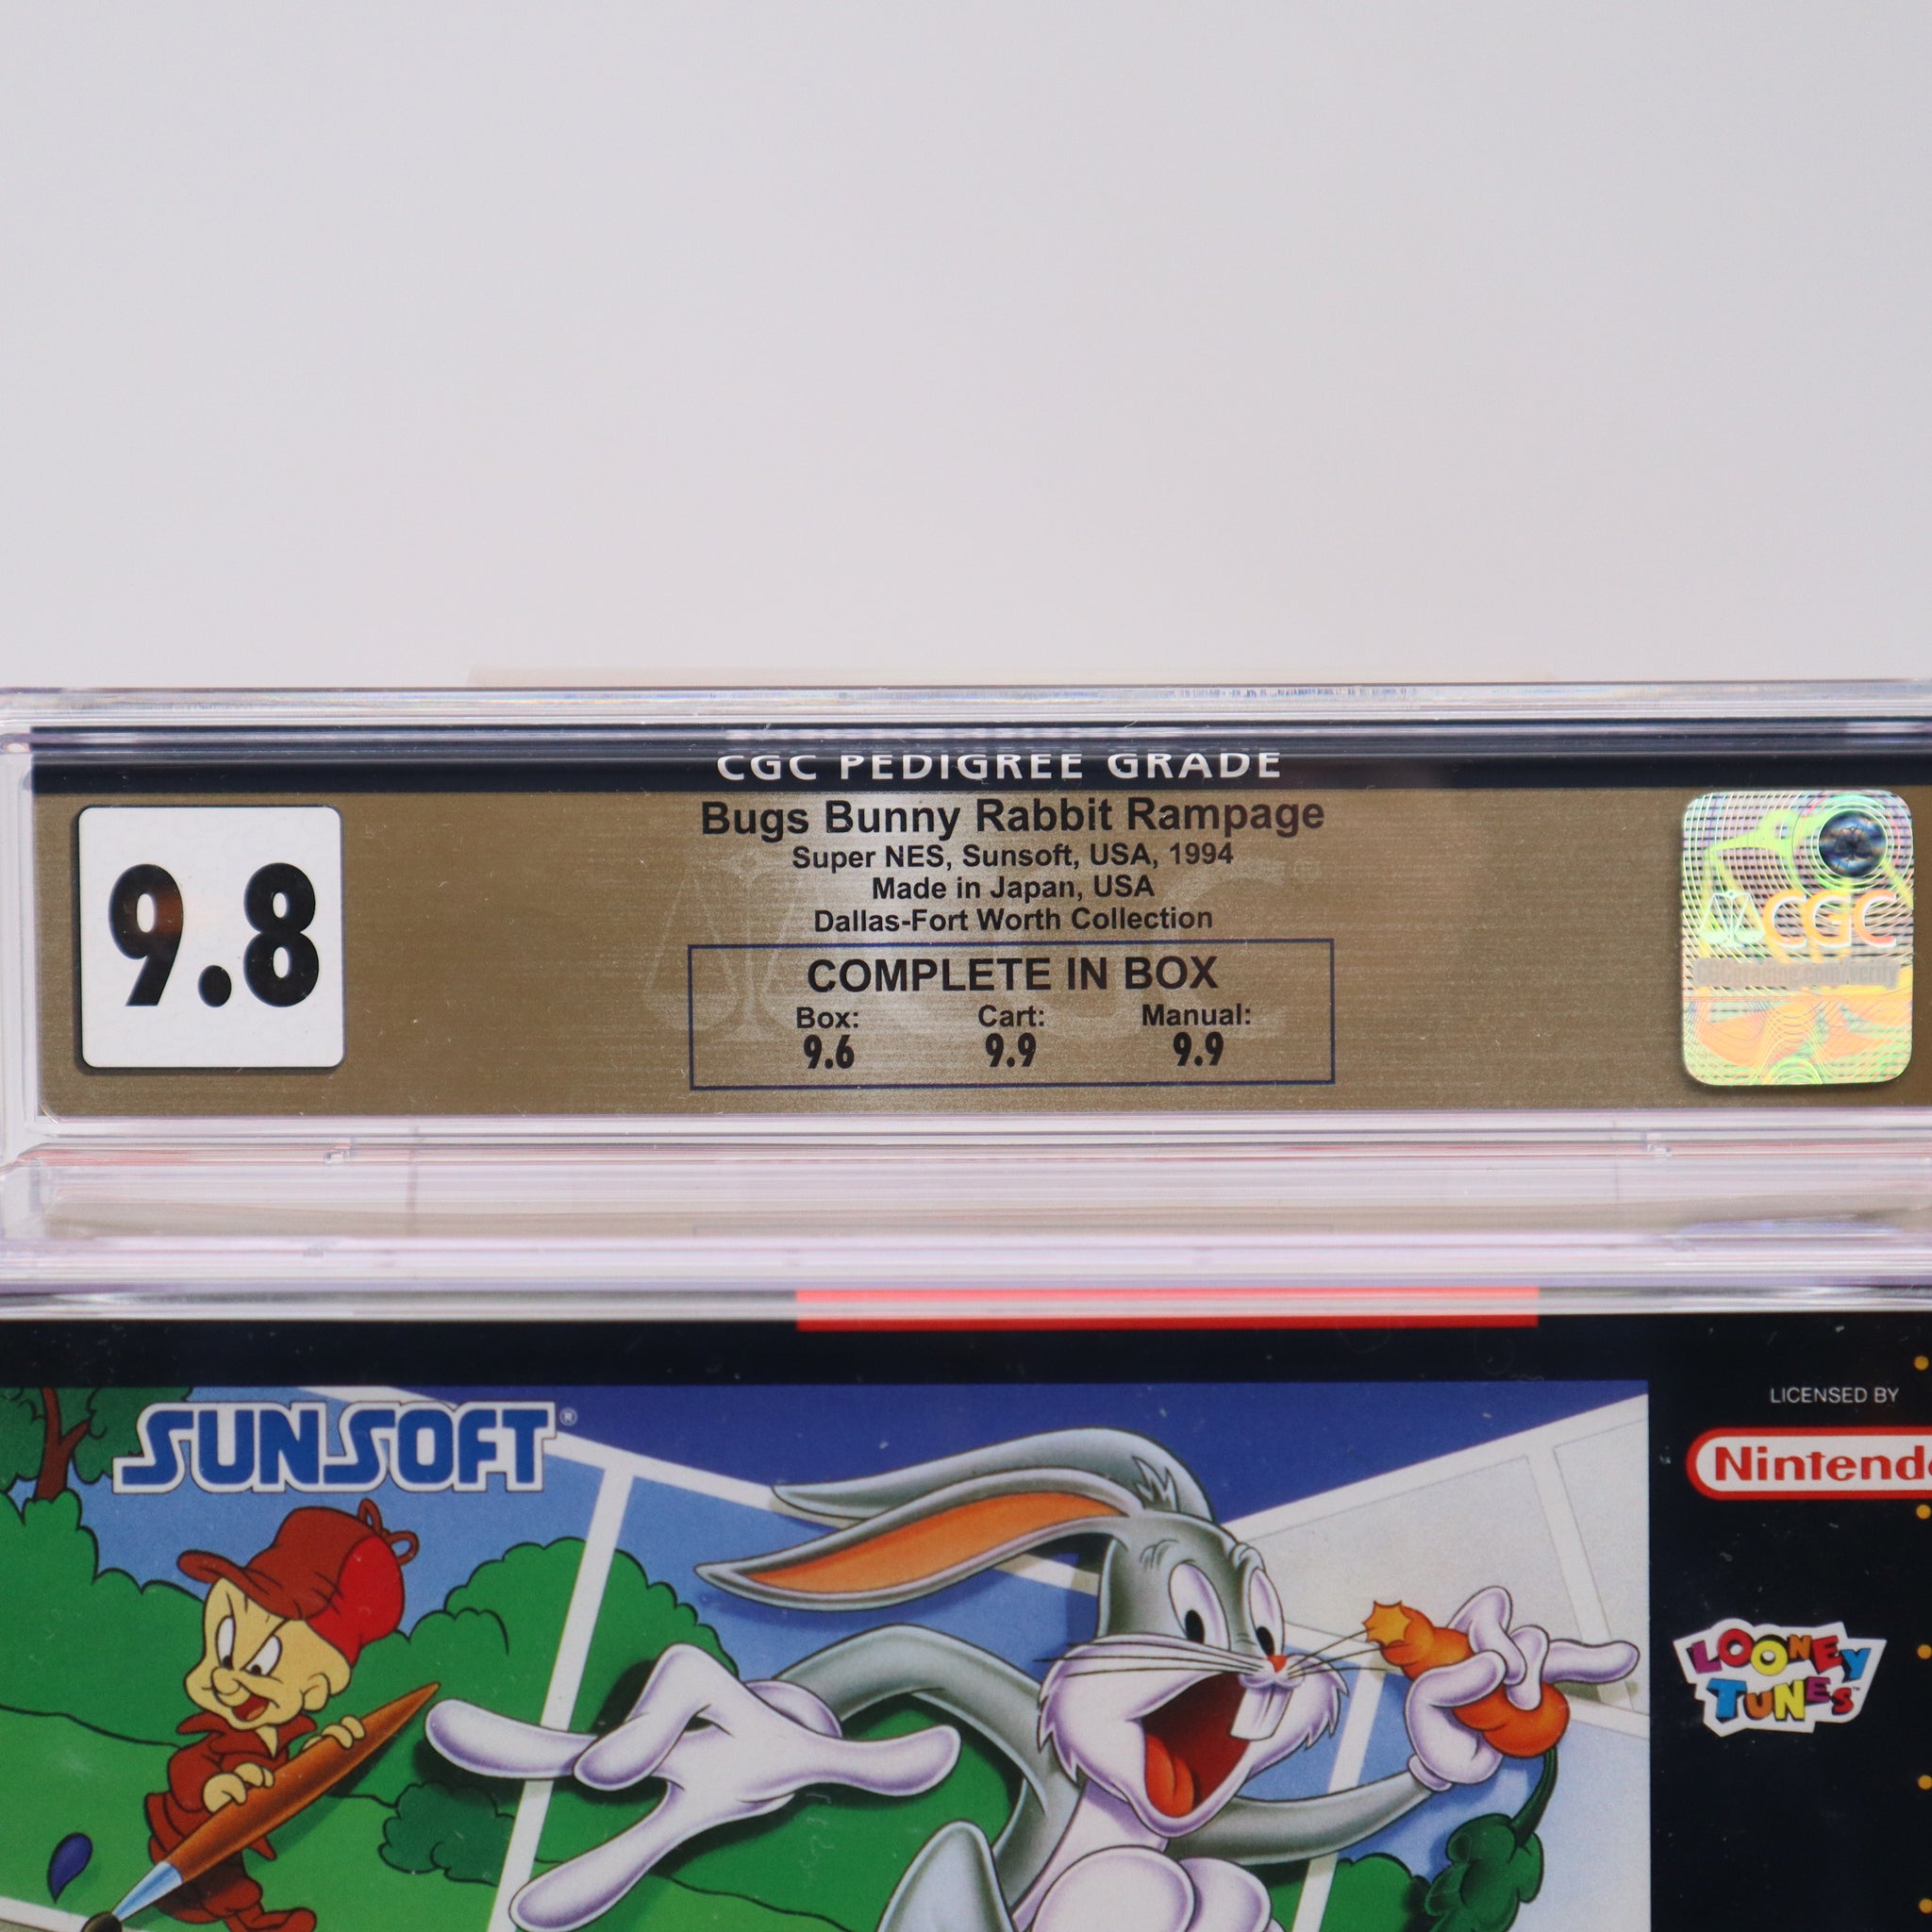 CGC PEDIGREE GRADE
9.8
Bugs Bunny Rabbit Rampage
Super NES, Sunsoft, USA, 1994
Made in Japan, USA
Dallas-Fort Worth Collection
COMPLETE IN BOX
Box: Cart: Manual:
9.6 9.9 9.9
CGC
CGCgrading.com/verify
SUNSOFT®
LICENSED BY
Nintendo
LOONEY
TUNES™